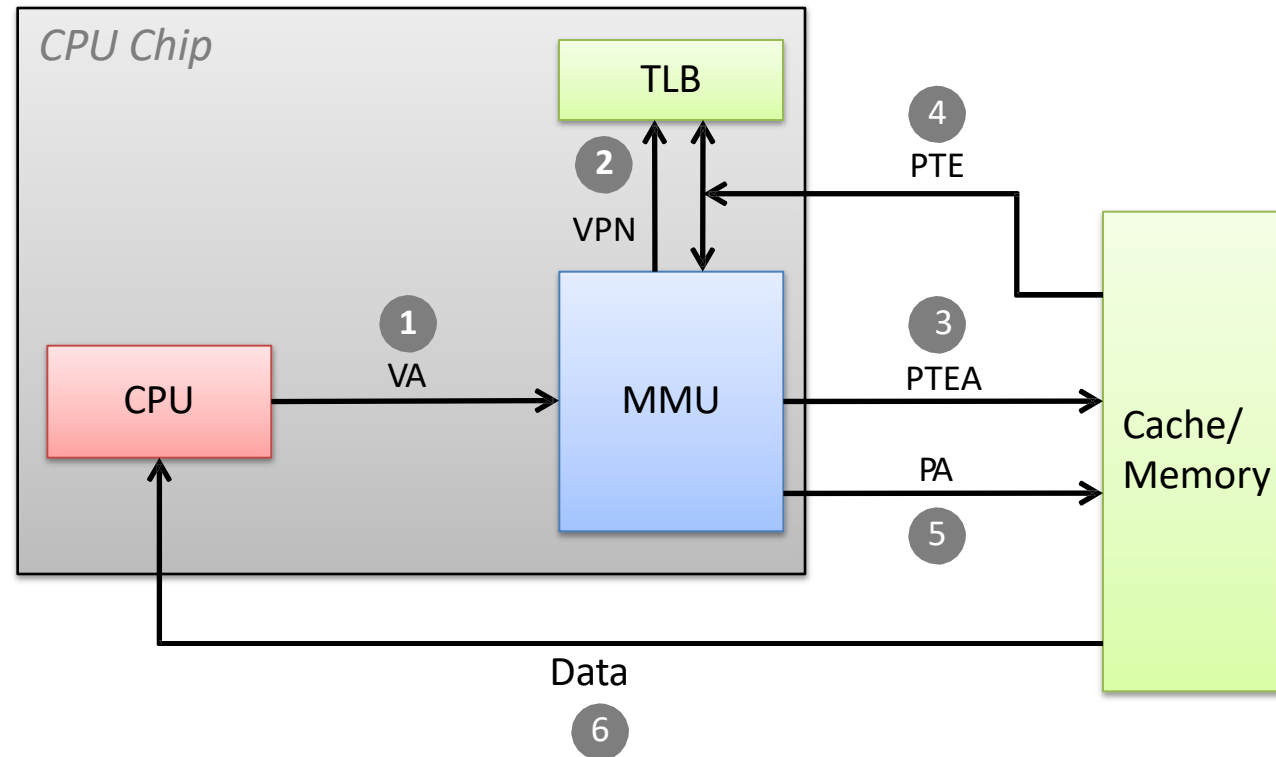 CPU Chip
TLB
4
PTE
2
VPN
1
VA
3
PTEA
CPU
MMU
Cache/
Memory
PA
5
Data
6